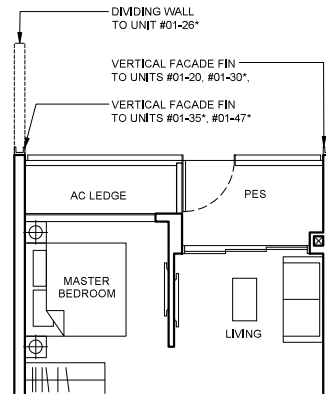 DIVIDING WALL
TO UNIT #01-26*
VERTICAL FACADE FIN
TO UNITS #01-20, #01-30*,
VERTICAL FACADE FIN
TO UNITS #01-35*, #01-47*
AC LEDGE
PES
MASTER
BEDROOM
LIVING